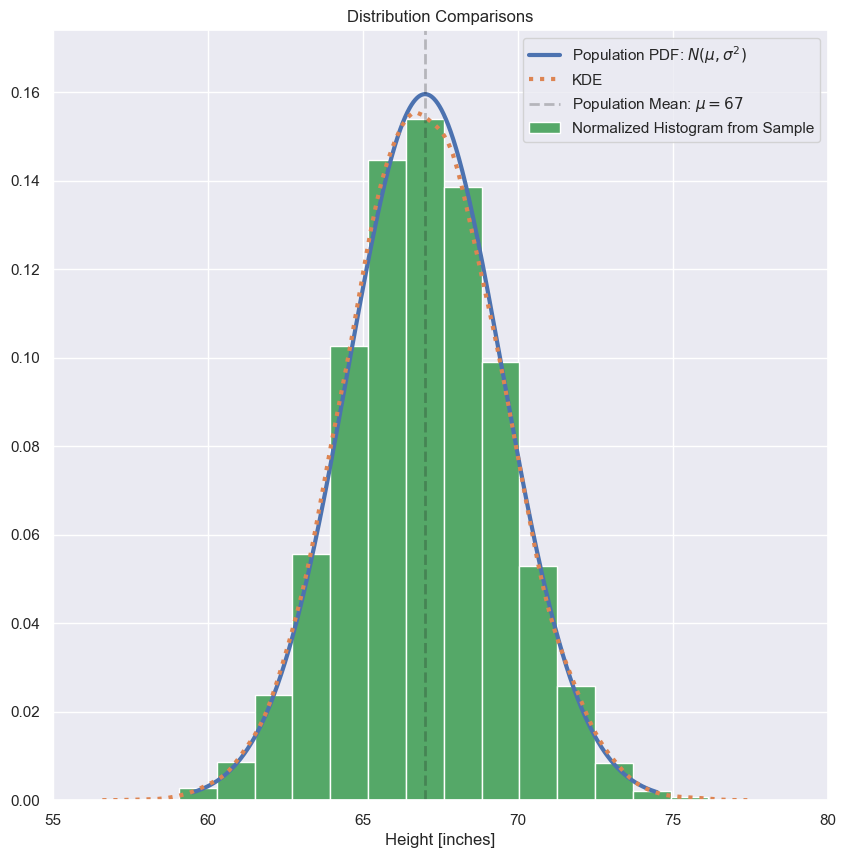 Distribution Comparisons
Population PDF: N(μ, σ²)
KDE
Population Mean: μ = 67
Normalized Histogram from Sample
0.16
0.14
0.12
0.10
0.08
0.06
0.04
0.02
0.00
55 60 65 70 75 80
Height [inches]